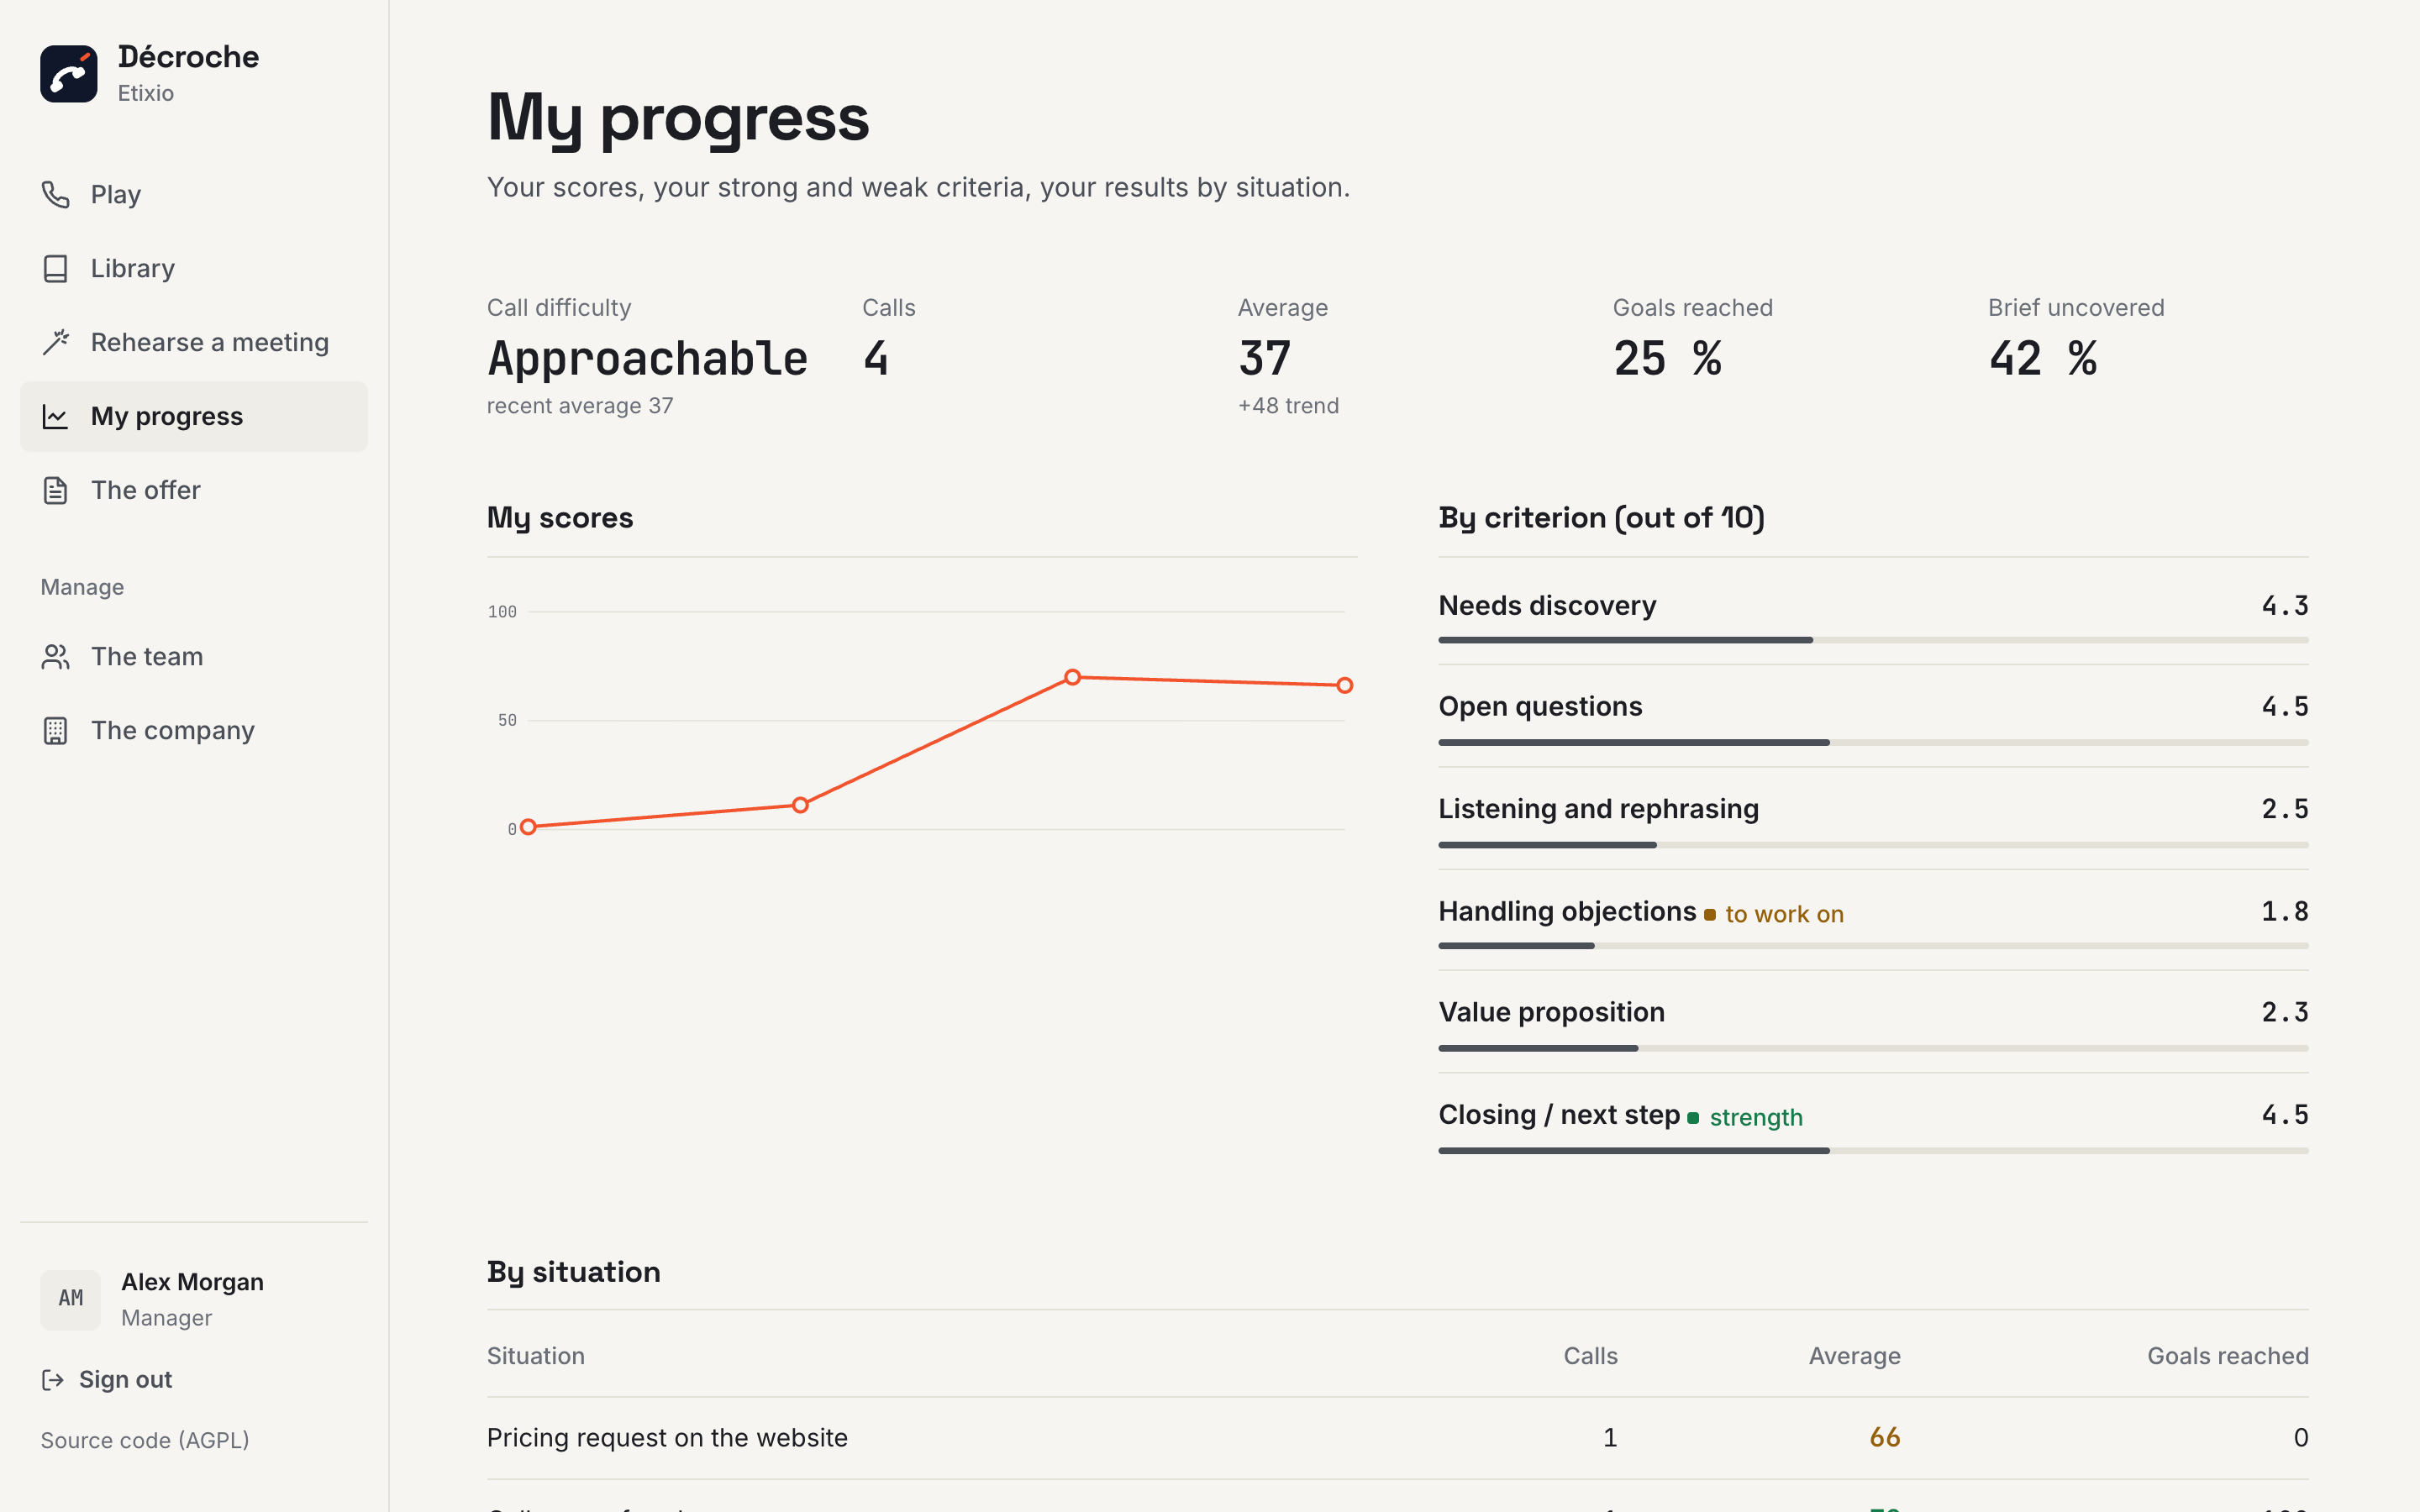 Décroche
Etixio
Play
Library
Rehearse a meeting
My progress
The offer
Manage
The team
The company
AM
Alex Morgan
Manager
Sign out
Source code (AGPL)
My progress
Your scores, your strong and weak criteria, your results by situation.
Call difficulty
Approachable
recent average 37
Calls
4
Average
37
+48 trend
Goals reached
25 %
Brief uncovered
42 %
My scores
100
50
0
By criterion (out of 10)
Needs discovery 4.3
Open questions 4.5
Listening and rephrasing 2.5
Handling objections to work on 1.8
Value proposition 2.3
Closing / next step strength 4.5
By situation
Situation Calls Average Goals reached
Pricing request on the website 1 66 0